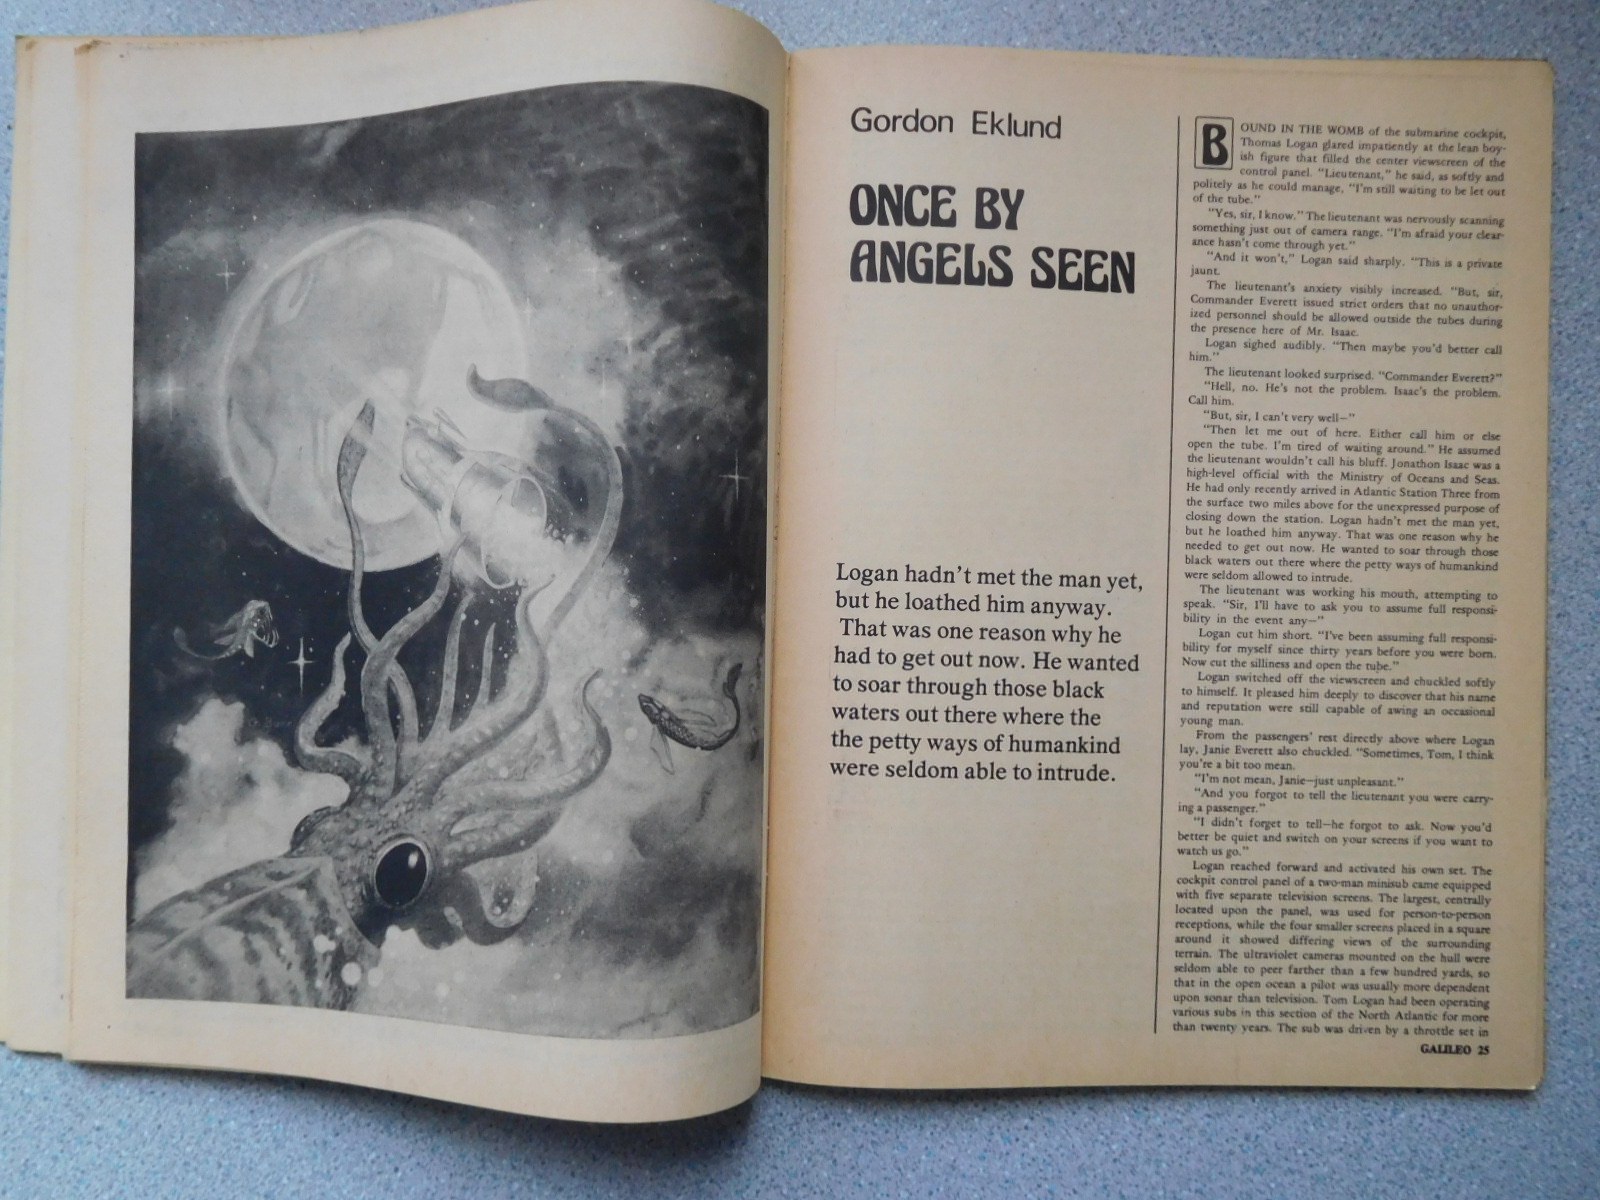 Gordon Eklund
ONCE BY
ANGELS SEEN
Logan hadn't met the man yet,
but he loathed him anyway.
That was one reason why he
had to get out now. He wanted
to soar through those black
waters out there where the
the petty ways of humankind
were seldom able to intrude.
BOUND IN THE WOMB of the submarine cockpit,
Thomas Logan glared impatiently at the lean boy-
ish figure that filled the center viewscreen of the
control panel. "Lieutenant," he said, as softly and
politely as he could manage, "I'm still waiting to be let out
of the tube."
"Yes, sir, I know." The lieutenant was nervously scanning
something just out of camera range. "I'm afraid your clear-
ance hasn't come through yet."
"And it won't," Logan said sharply. "This is a private
jaunt.
The lieutenant's anxiety visibly increased. "But, sir,
Commander Everett issued strict orders that no unauthor-
ized personnel should be allowed outside the tubes during
the presence here of Mr. Isaac.
Logan sighed audibly. "Then maybe you'd better call
him."
The lieutenant looked surprised. "Commander Everett?"
"Hell, no. He's not the problem. Isaac's the problem.
Call him.
"But, sir, I can't very well—"
"Then let me out of here. Either call him or else
open the tube. I'm tired of waiting around." He assumed
the lieutenant wouldn't call his bluff. Jonathon Isaac was a
high-level official with the Ministry of Oceans and Seas.
He had only recently arrived in Atlantic Station Three from
the surface two miles above for the unexpressed purpose of
closing down the station. Logan hadn't met the man yet,
but he loathed him anyway. That was one reason why he
needed to get out now. He wanted to soar through those
black waters out there where the petty ways of humankind
were seldom allowed to intrude.
The lieutenant was working his mouth, attempting to
speak. "Sir, I'll have to ask you to assume full responsi-
bility in the event any—"
Logan cut him short. "I've been assuming full responsi-
bility for myself since thirty years before you were born.
Now cut the silliness and open the tube."
Logan switched off the viewscreen and chuckled softly
to himself. It pleased him deeply to discover that his name
and reputation were still capable of awing an occasional
young man.
From the passengers' rest directly above where Logan
lay, Janie Everett also chuckled. "Sometimes, Tom, I think
you're a bit too mean.
"I'm not mean, Janie—just unpleasant."
"And you forgot to tell the lieutenant you were carry-
ing a passenger."
"I didn't forget to tell—he forgot to ask. Now you'd
better be quiet and switch on your screens if you want to
watch us go."
Logan reached forward and activated his own set. The
cockpit control panel of a two-man minisub came equipped
with five separate television screens. The largest, centrally
located upon the panel, was used for person-to-person
receptions, while the four smaller screens placed in a square
around it showed differing views of the surrounding
terrain. The ultraviolet cameras mounted on the hull were
seldom able to peer farther than a few hundred yards, so
that in the open ocean a pilot was usually more dependent
upon sonar than television. Tom Logan had been operating
various subs in this section of the North Atlantic for more
than twenty years. The sub was driven by a throttle set in
GALILEO 25